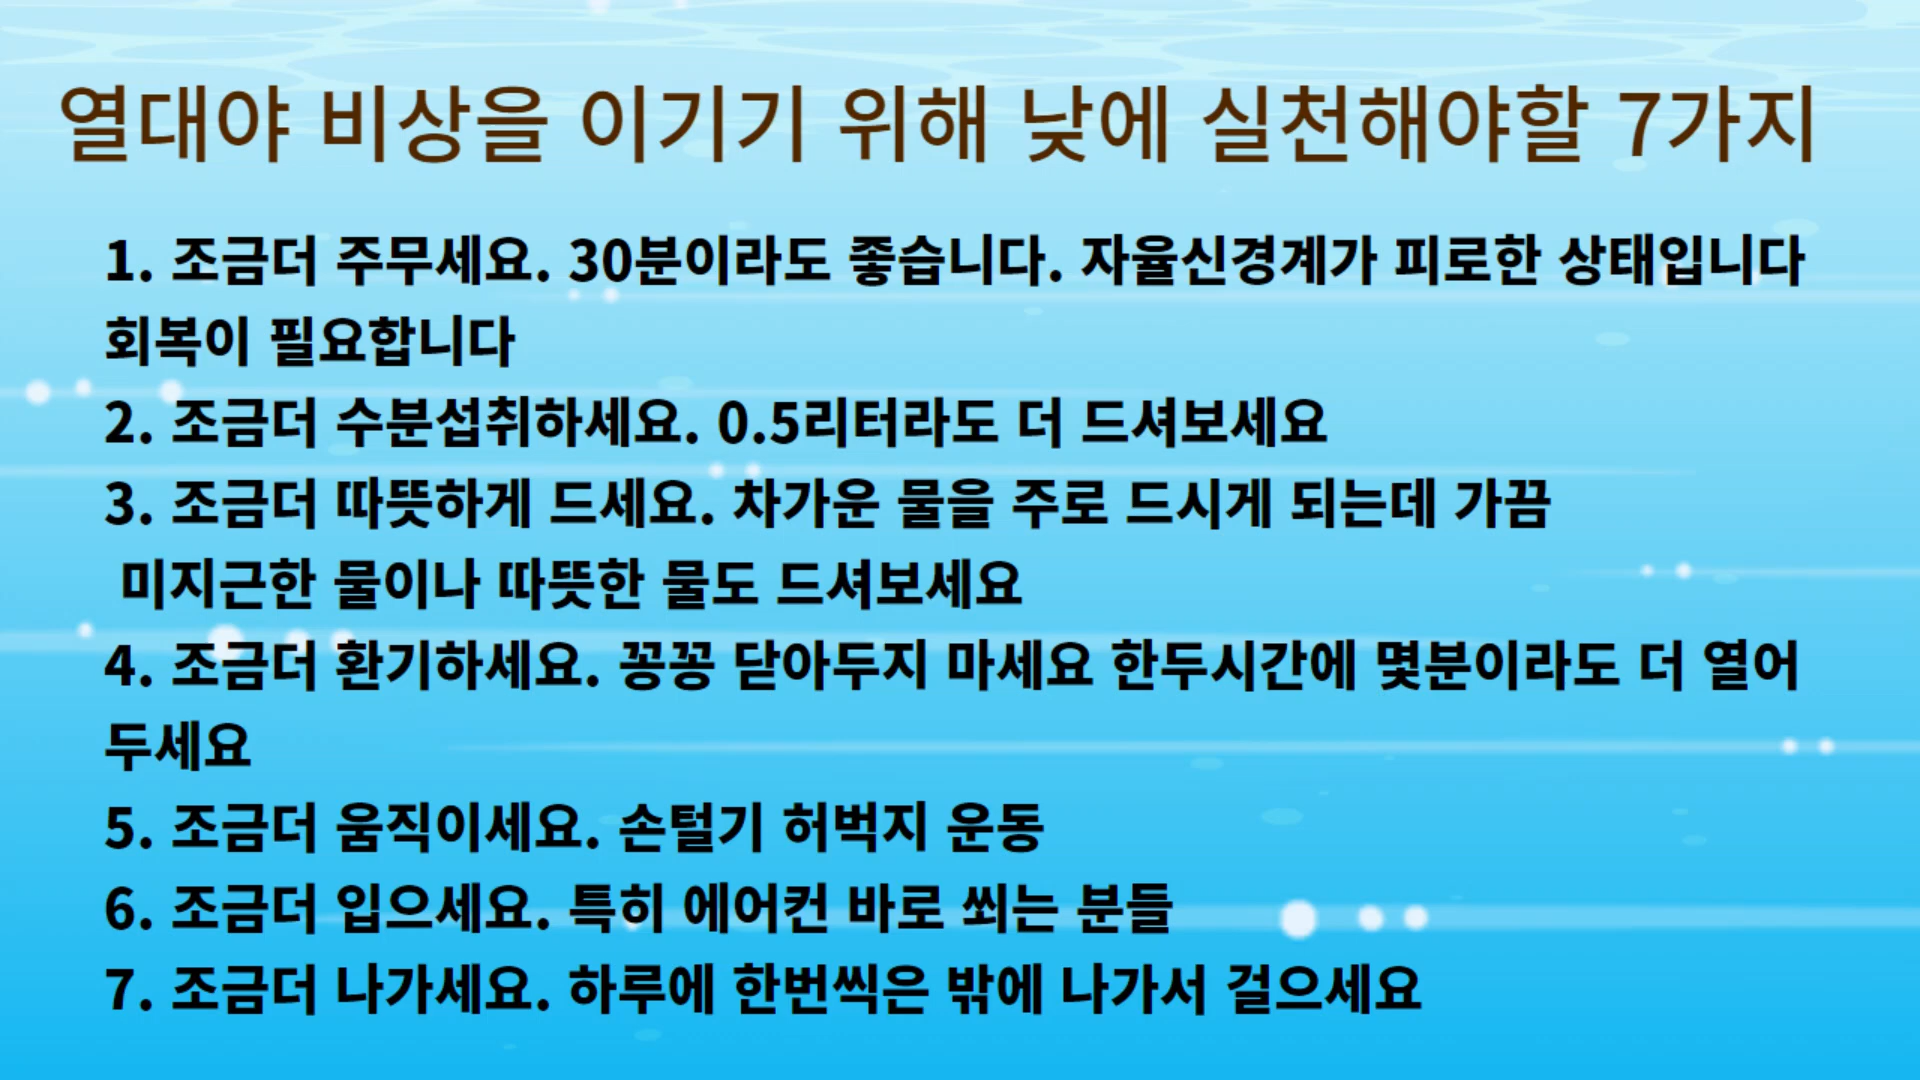 열대야 비상을 이기기 위해 낮에 실천해야할 7가지
1. 조금더 주무세요. 30분이라도 좋습니다. 자율신경계가 피로한 상태입니다
회복이 필요합니다
2. 조금더 수분섭취하세요. 0.5리터라도 더 드셔보세요
3. 조금더 따뜻하게 드세요. 차가운 물을 주로 드시게 되는데 가끔
미지근한 물이나 따뜻한 물도 드셔보세요
4. 조금더 환기하세요. 꽁꽁 닫아두지 마세요 한두시간에 몇분이라도 더 열어
두세요
5. 조금더 움직이세요. 손털기 허벅지 운동
6. 조금더 입으세요. 특히 에어컨 바로 쐬는 분들
7. 조금더 나가세요. 하루에 한번씩은 밖에 나가서 걸으세요